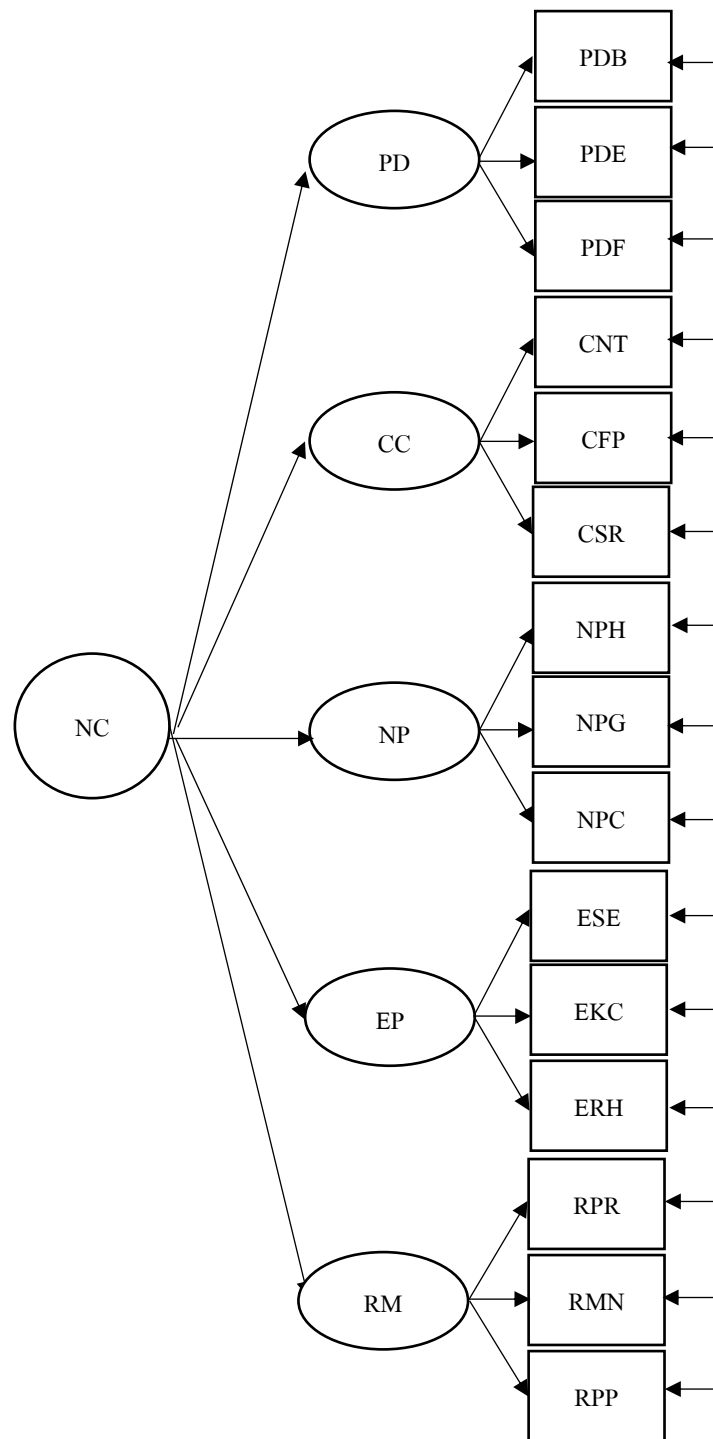 PDB
PD
PDE
PDF
CNT
CC
CFP
CSR
NPH
NC
NP
NPG
NPC
ESE
EP
EKC
ERH
RPR
RM
RMN
RPP